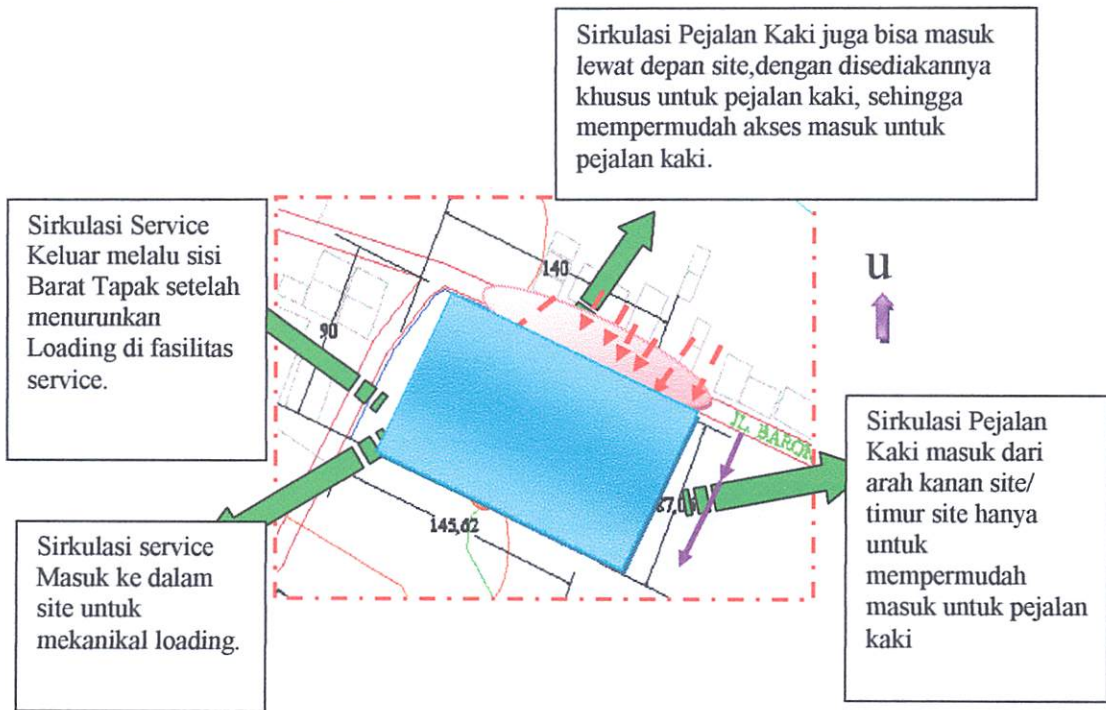 Sirkulasi Pejalan Kaki juga bisa masuk
lewat depan site,dengan disediakannya
khusus untuk pejalan kaki, sehingga
mempermudah akses masuk untuk
pejalan kaki.
Sirkulasi Service
Keluar melalu sisi
Barat Tapak setelah
menurunkan
Loading di fasilitas
service.
u
140
90
JL. BARON
Sirkulasi Pejalan
Kaki masuk dari
arah kanan site/
timur site hanya
untuk
mempermudah
masuk untuk pejalan
kaki
145,62
Sirkulasi service
Masuk ke dalam
site untuk
mekanikal loading.